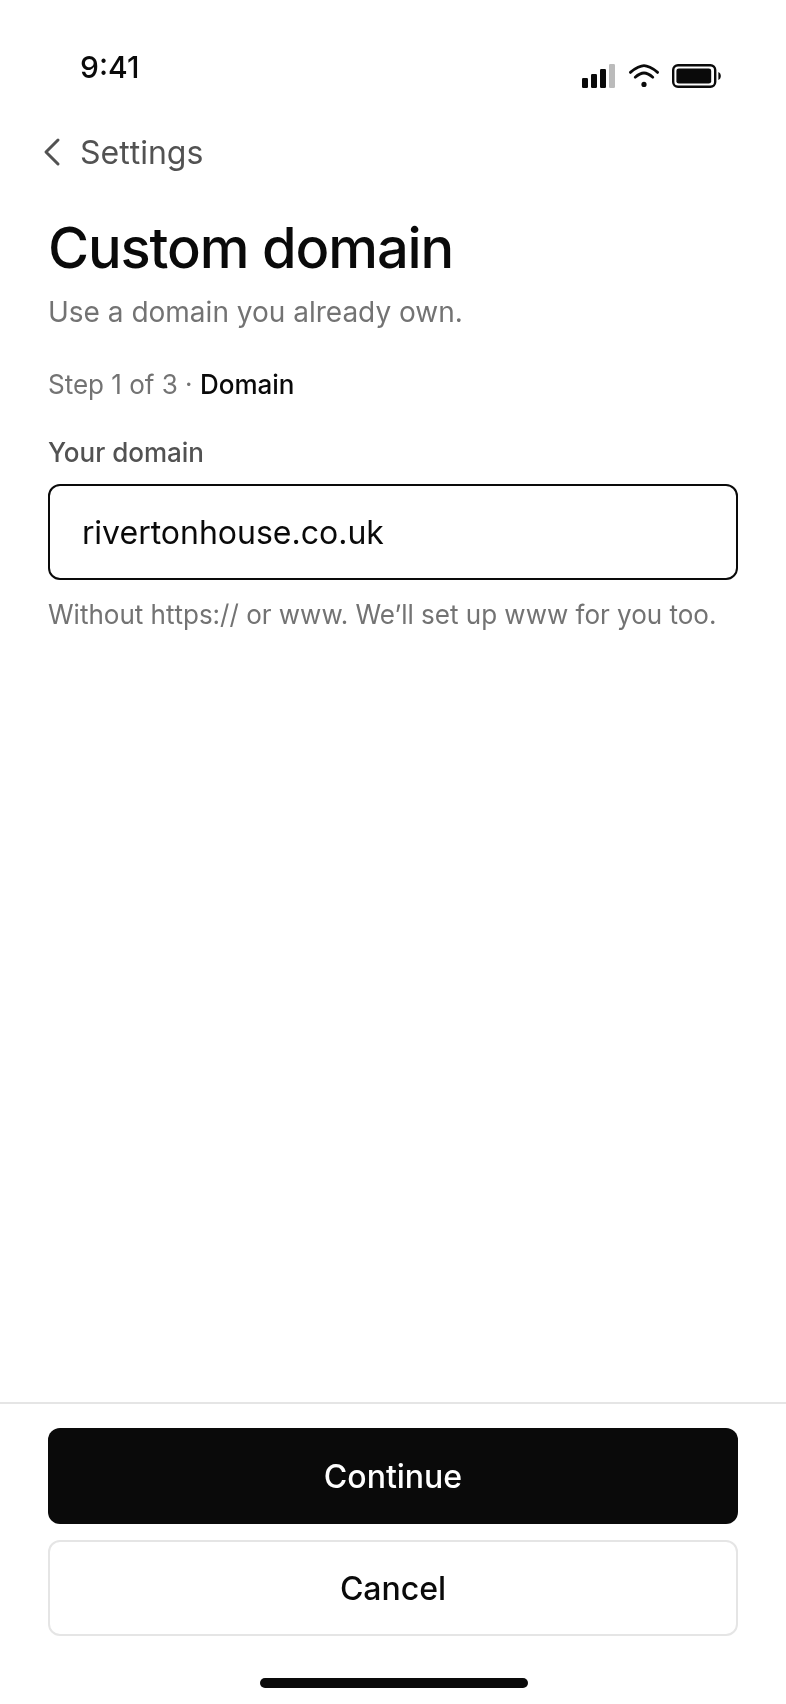 9:41
Settings
Custom domain
Use a domain you already own.
Step 1 of 3 · Domain
Your domain
rivertonhouse.co.uk
Without https:// or www. We’ll set up www for you too.
Continue
Cancel